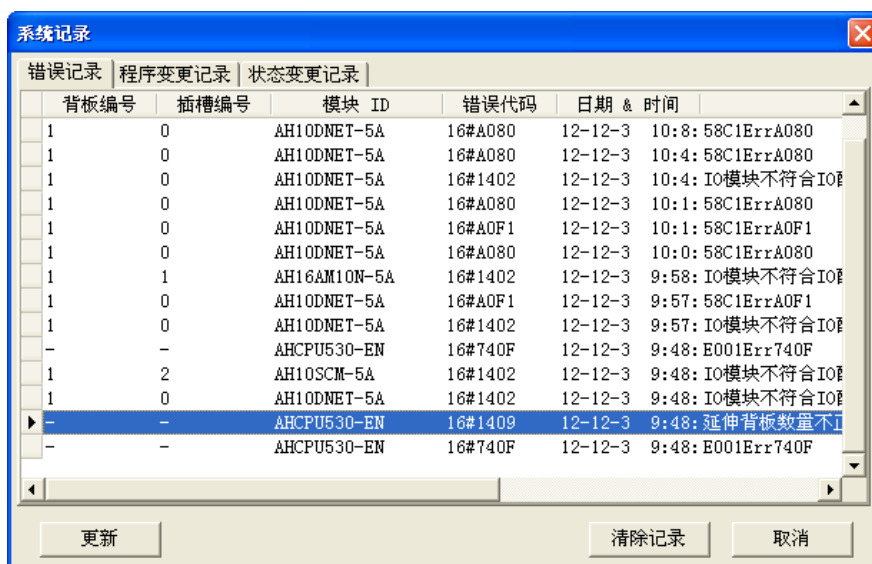 系统记录
错误记录 程序变更记录 状态变更记录
背板编号 插槽编号 模块 ID 错误代码 日期 & 时间
1 0 AH10DNET-5A 16#A080 12-12-3 10:8: 58C1ErrA080
1 0 AH10DNET-5A 16#A080 12-12-3 10:4: 58C1ErrA080
1 0 AH10DNET-5A 16#1402 12-12-3 10:4: IO模块不符合IO
1 0 AH10DNET-5A 16#A080 12-12-3 10:1: 58C1ErrA080
1 0 AH10DNET-5A 16#A0F1 12-12-3 10:1: 58C1ErrA0F1
1 0 AH10DNET-5A 16#A080 12-12-3 10:0: 58C1ErrA080
1 1 AH16AM10N-5A 16#1402 12-12-3 9:58: IO模块不符合IO
1 0 AH10DNET-5A 16#A0F1 12-12-3 9:57: 58C1ErrA0F1
1 0 AH10DNET-5A 16#1402 12-12-3 9:57: IO模块不符合IO
- - AHCPU530-EN 16#740F 12-12-3 9:48: E001Err740F
1 2 AH10SCM-5A 16#1402 12-12-3 9:48: IO模块不符合IO
1 0 AH10DNET-5A 16#1402 12-12-3 9:48: IO模块不符合IO
- - AHCPU530-EN 16#1409 12-12-3 9:48: 延伸背板数量不正
- - AHCPU530-EN 16#740F 12-12-3 9:48: E001Err740F
更新 清除记录 取消